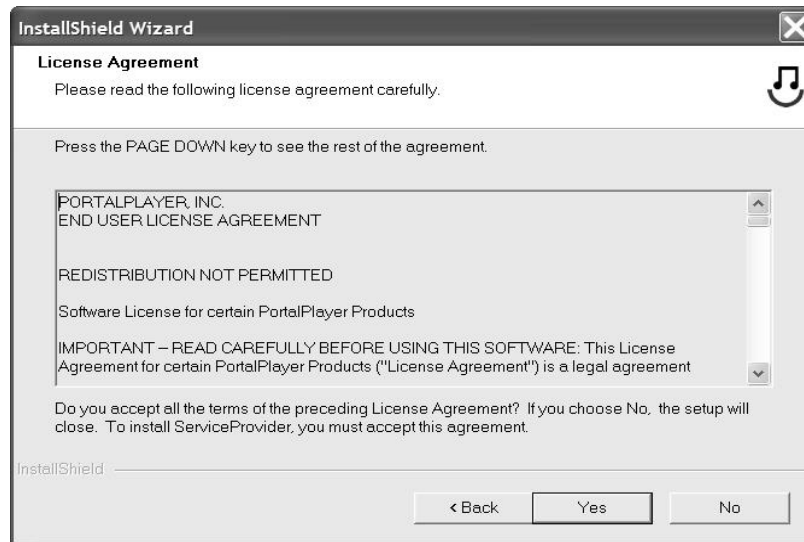 InstallShield Wizard
License Agreement
Please read the following license agreement carefully.
Press the PAGE DOWN key to see the rest of the agreement.
PORTALPLAYER, INC.
END USER LICENSE AGREEMENT
REDISTRIBUTION NOT PERMITTED
Software License for certain PortalPlayer Products
IMPORTANT – READ CAREFULLY BEFORE USING THIS SOFTWARE: This License
Agreement for certain PortalPlayer Products ("License Agreement") is a legal agreement
Do you accept all the terms of the preceding License Agreement? If you choose No, the setup will
close. To install ServiceProvider, you must accept this agreement.
InstallShield
< Back Yes No